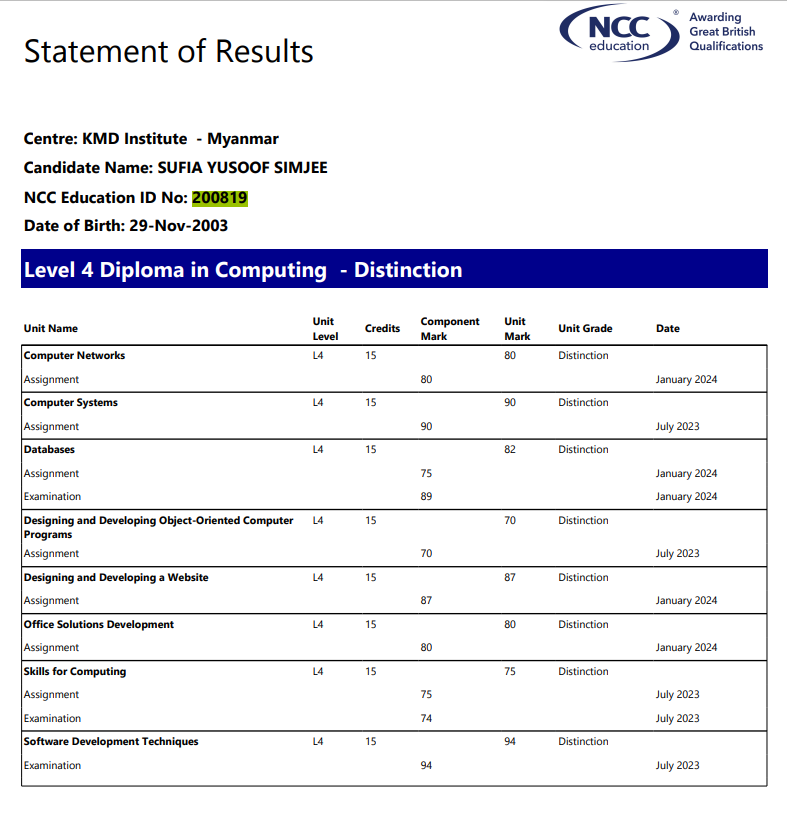 Statement of Results
NCC
education
®
Awarding
Great British
Qualifications
Centre: KMD Institute - Myanmar
Candidate Name: SUFIA YUSOOF SIMJEE
NCC Education ID No: 200819
Date of Birth: 29-Nov-2003
Level 4 Diploma in Computing - Distinction
Unit Name Unit Level Credits Component Mark Unit Mark Unit Grade Date
Computer Networks L4 15 80 Distinction
Assignment 80 January 2024
Computer Systems L4 15 90 Distinction
Assignment 90 July 2023
Databases L4 15 82 Distinction
Assignment 75 January 2024
Examination 89 January 2024
Designing and Developing Object-Oriented Computer L4 15 70 Distinction
Programs
Assignment 70 July 2023
Designing and Developing a Website L4 15 87 Distinction
Assignment 87 January 2024
Office Solutions Development L4 15 80 Distinction
Assignment 80 January 2024
Skills for Computing L4 15 75 Distinction
Assignment 75 July 2023
Examination 74 July 2023
Software Development Techniques L4 15 94 Distinction
Examination 94 July 2023